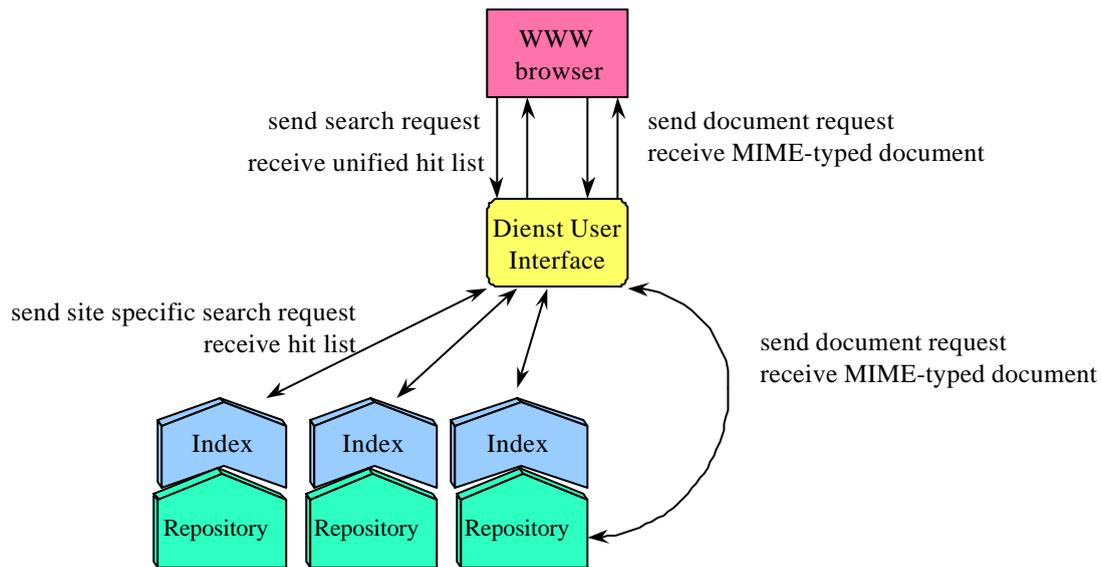 WWW
browser
send search request
receive unified hit list
send document request
receive MIME-typed document
Dienst User
Interface
send site specific search request
receive hit list
send document request
receive MIME-typed document
Index
Index
Index
Repository
Repository
Repository